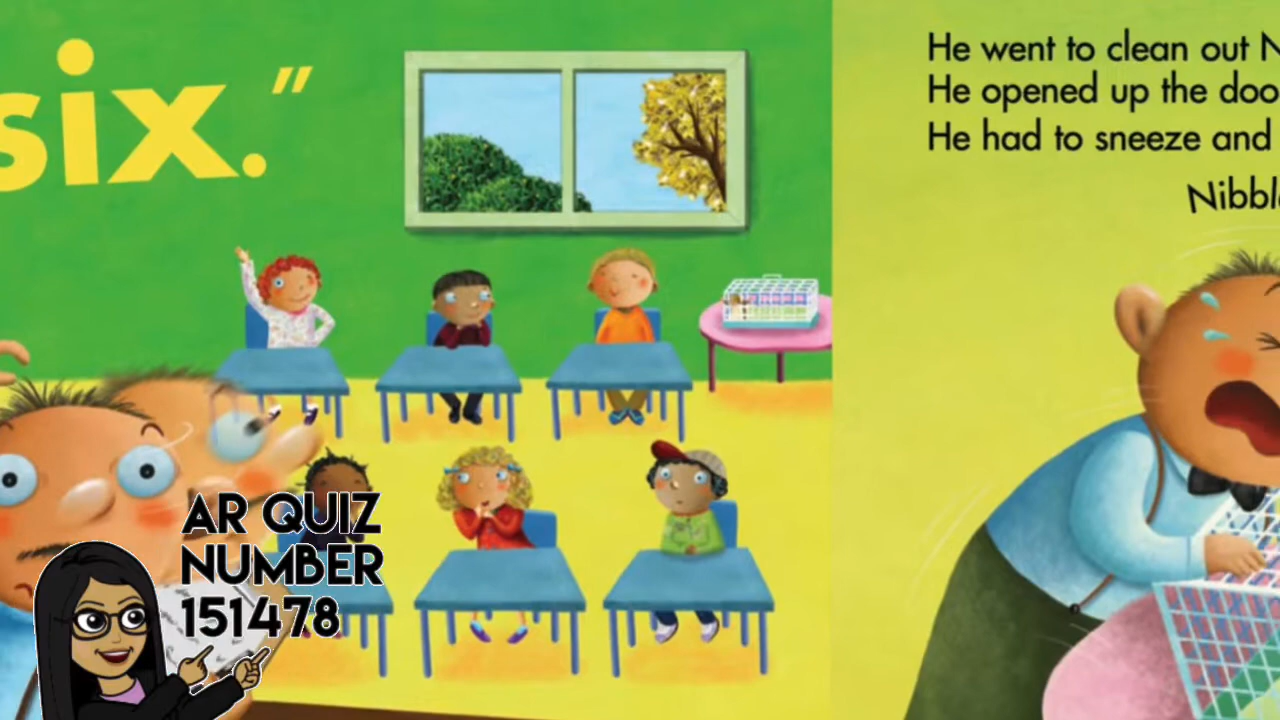 six."
He went to clean out
He opened up the
He had to sneeze and
AR QUIZ
NUMBER
151478